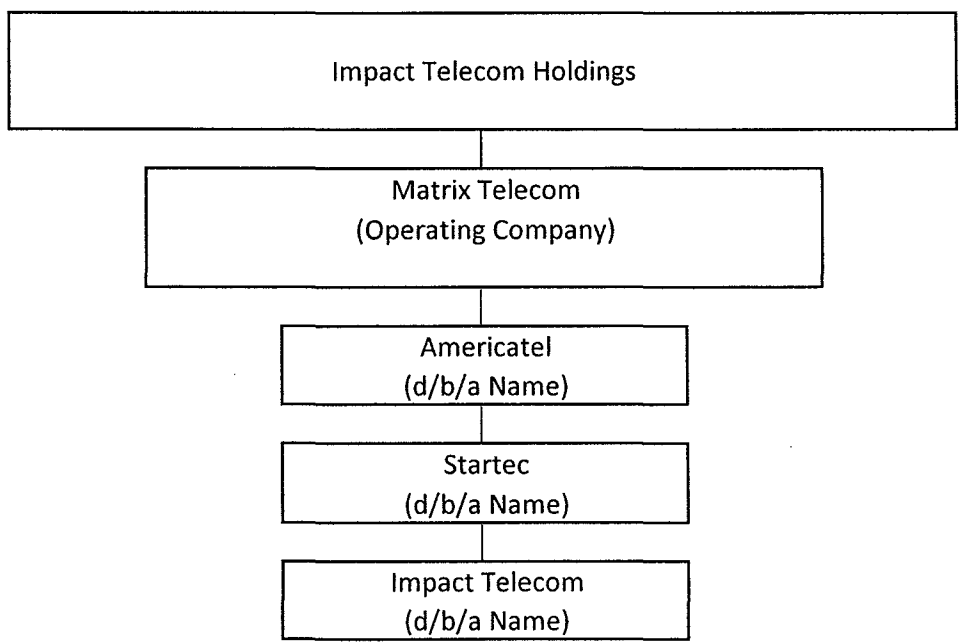 Impact Telecom Holdings
Matrix Telecom
(Operating Company)
Americatel
(d/b/a Name)
Startec
(d/b/a Name)
Impact Telecom
(d/b/a Name)